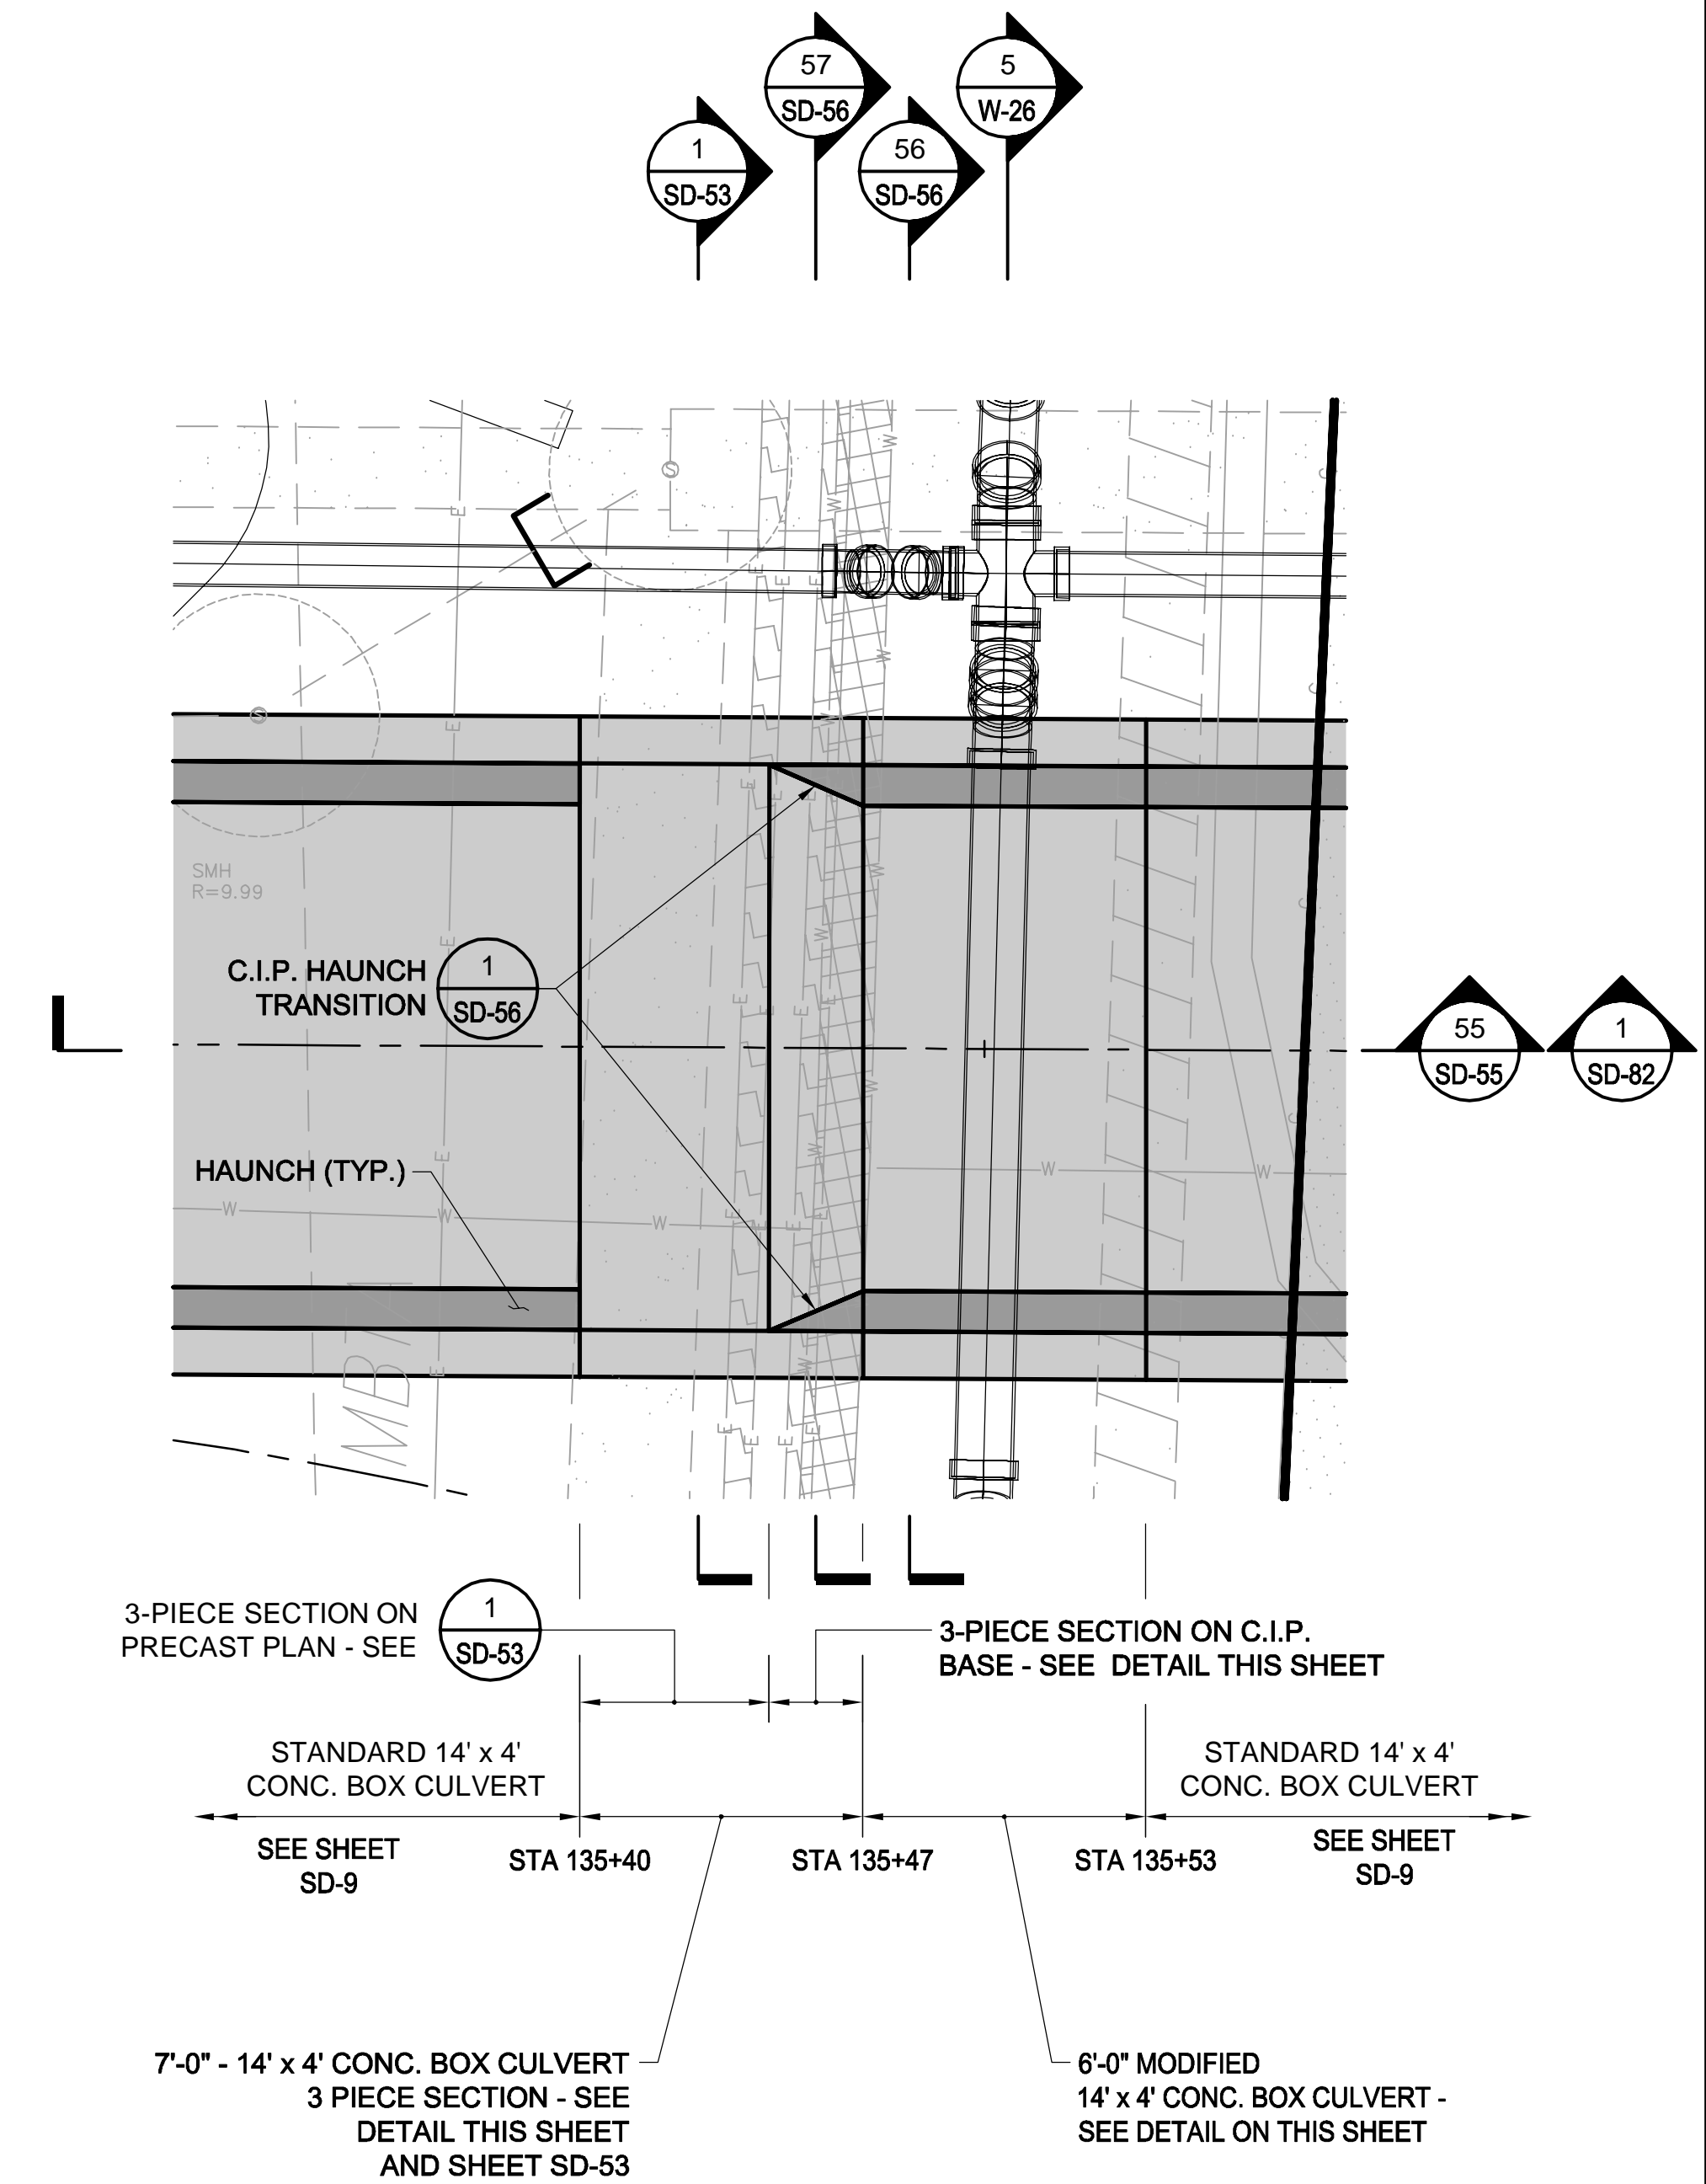 57
SD-56
5
W-26
1
SD-53
56
SD-56
S
W
E
W
E
E
E
C
W
S
E
W
C
E
E
E
W
SMH
R=9.99
W
C
C.I.P. HAUNCH
TRANSITION
1
SD-56
E
W
E
E
E
E
55
SD-55
1
SD-82
W
C
W
HAUNCH (TYP.)
E
W
W
W
W
W
E
E
E
E
E
E
W
MB
E
E
E
E
E
3-PIECE SECTION ON
PRECAST PLAN - SEE
1
SD-53
3-PIECE SECTION ON C.I.P.
BASE - SEE DETAIL THIS SHEET
STANDARD 14' x 4'
CONC. BOX CULVERT
STANDARD 14' x 4'
CONC. BOX CULVERT
SEE SHEET
SD-9
STA 135+40
STA 135+47
STA 135+53
SEE SHEET
SD-9
7'-0" - 14' x 4' CONC. BOX CULVERT
3 PIECE SECTION - SEE
DETAIL THIS SHEET
AND SHEET SD-53
6'-0" MODIFIED
14' x 4' CONC. BOX CULVERT -
SEE DETAIL ON THIS SHEET